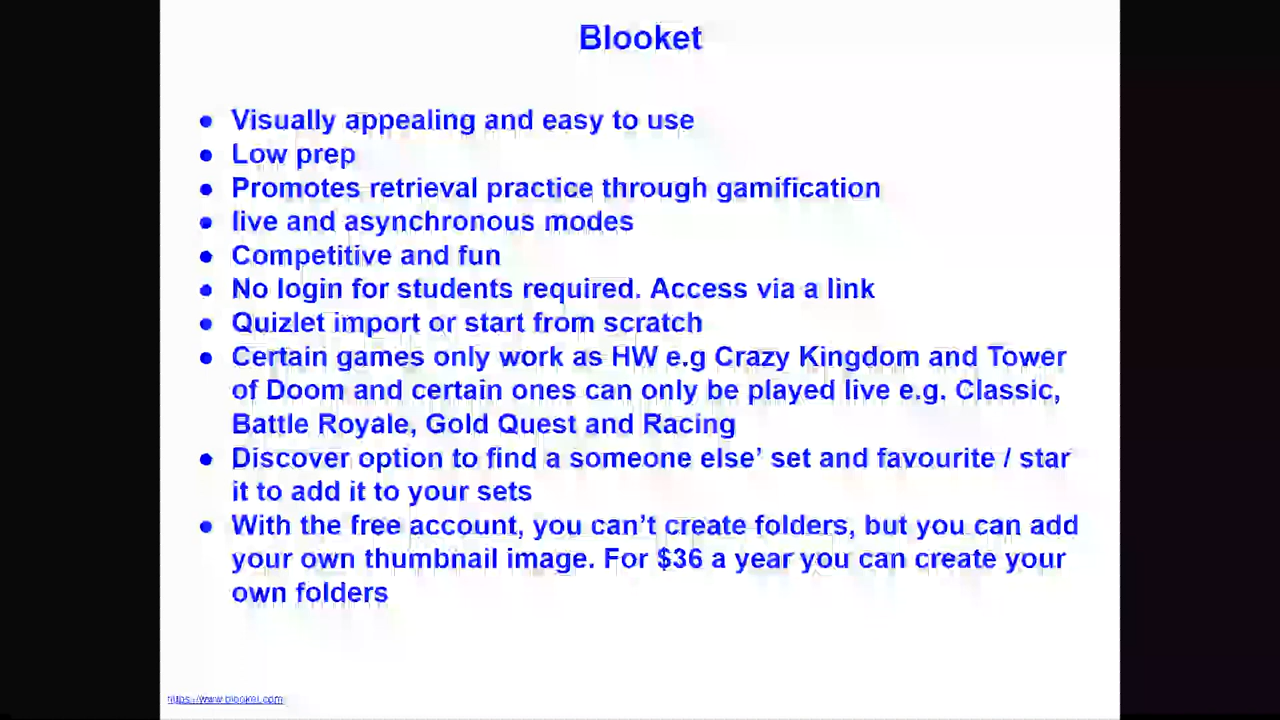 Blooket
● Visually appealing and easy to use
● Low prep
● Promotes retrieval practice through gamification
● live and asynchronous modes
● Competitive and fun
● No login for students required. Access via a link
● Quizlet import or start from scratch
● Certain games only work as HW e.g Crazy Kingdom and Tower
of Doom and certain ones can only be played live e.g. Classic,
Battle Royale, Gold Quest and Racing
● Discover option to find a someone else’ set and favourite / star
it to add it to your sets
● With the free account, you can’t create folders, but you can add
your own thumbnail image. For $36 a year you can create your
own folders
https://www.blooket.com